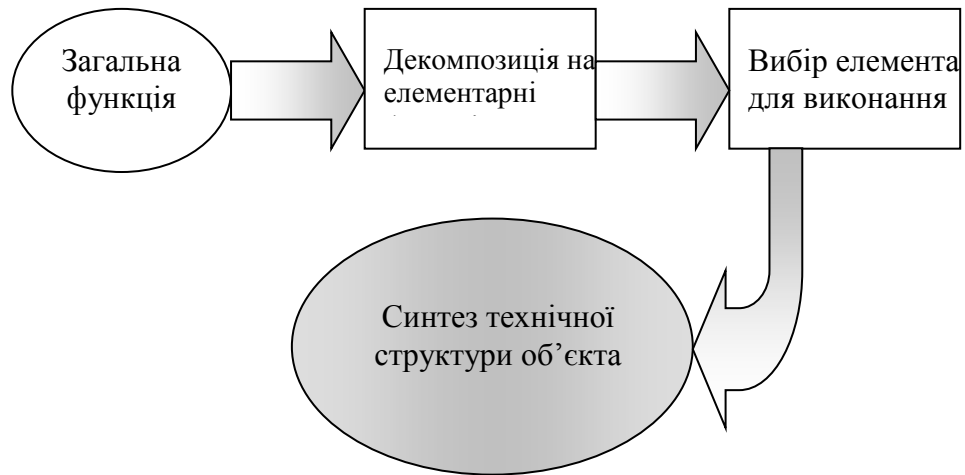 Загальна
функція
Декомпозиція на
елементарні
Вибір елемента
для виконання
Синтез технічної
структури об’єкта